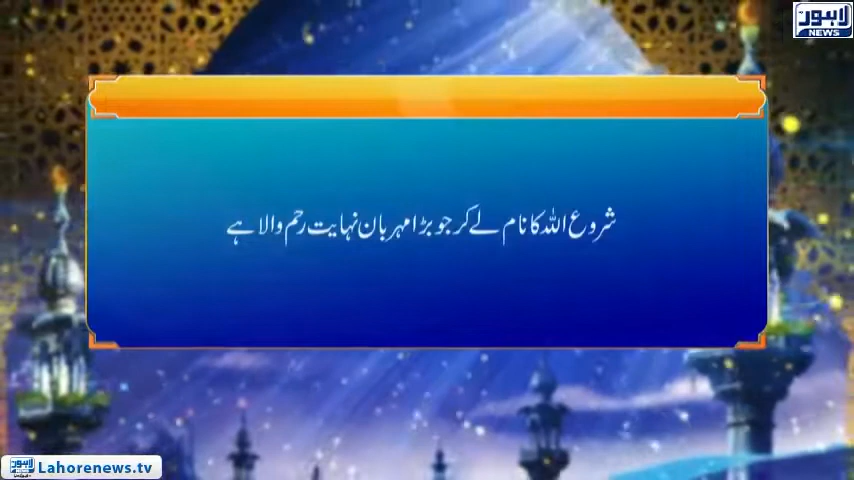 لاہور
NEWS
شروع اللہ کا نام لے کر جو بڑا مہربان نہایت رحم والا ہے
لاہور
Lahorenews.tv